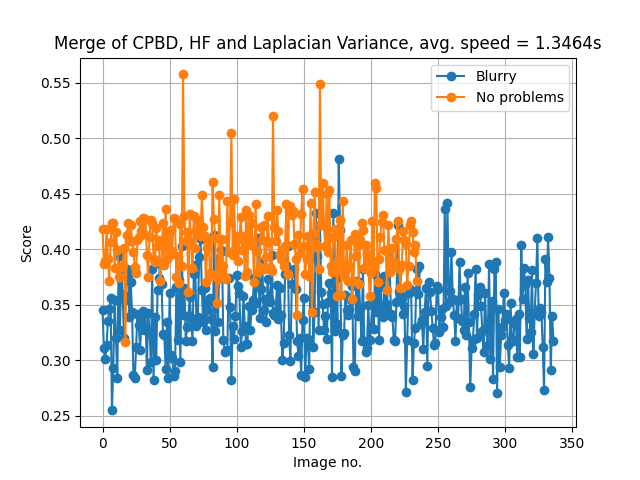 Merge of CPBD, HF and Laplacian Variance, avg. speed = 1.3464s
Blurry
No problems
0.55
0.50
0.45
0.40
0.35
0.30
0.25
Score
0 50 100 150 200 250 300 350
Image no.